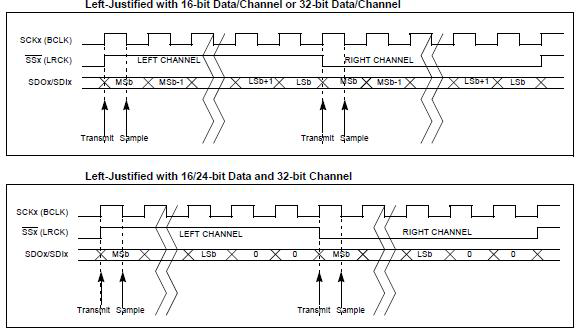 Left-Justified with 16-bit Data/Channel or 32-bit Data/Channel
SCKx (BCLK)
SSx (LRCK) LEFT CHANNEL RIGHT CHANNEL
SDOx/SDIx MSb MSb-1 LSb+1 LSb MSb MSb-1 LSb+1 LSb
Transmit Sample Transmit Sample
Left-Justified with 16/24-bit Data and 32-bit Channel
SCKx (BCLK)
SSx (LRCK) LEFT CHANNEL RIGHT CHANNEL
SDOx/SDIx MSb LSb 0 0 MSb LSb 0 0
Transmit Sample Transmit Sample